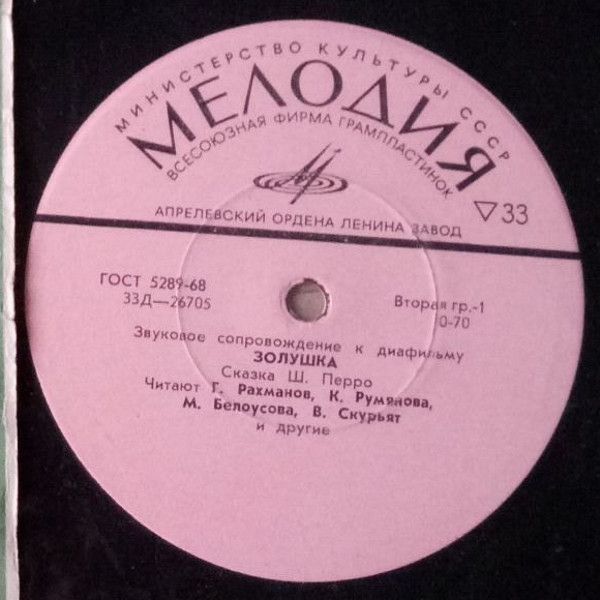 МИНИСТЕРСТВО КУЛЬТУРЫ СССР
МЕЛОДИЯ
ВСЕСОЮЗНАЯ ФИРМА ГРАМПЛАСТИНОК
АПРЕЛЕВСКИЙ ОРДЕНА ЛЕНИНА ЗАВОД
▽33
ГОСТ 5289-68
33Д—26705
Вторая гр.-1
0-70
Звуковое сопровождение к диафильму
ЗОЛУШКА
Сказка Ш. Перро
Читают Г. Рахманов, К. Румянова,
М. Белоусова, В. Скурьят
и другие